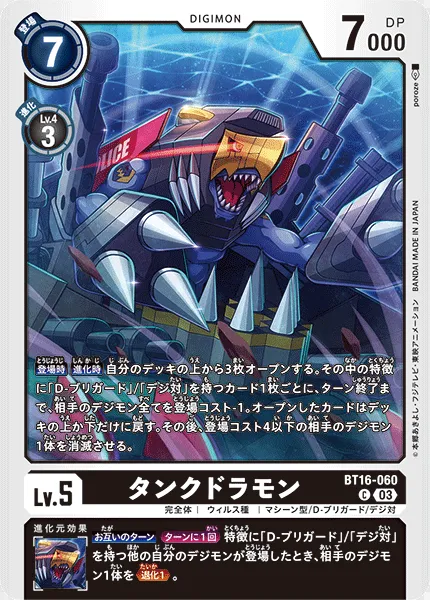 DIGIMON
登場
7
7000
DP
進化
Lv.4
3
poroze
POLICE
© 本郷あきよし・フジテレビ・東映アニメーション BANDAI MADE IN JAPAN
登場時 進化時 自分のデッキの上から3枚オープンする。その中の特徴
に「D-ブリガード」/「デジ対」を持つカード1枚ごとに、ターン終了ま
で、相手のデジモン全てを登場コスト-1。オープンしたカードはデッ
キの上か下だけに戻す。その後、登場コスト4以下の相手のデジモン
1体を消滅させる。
Lv.5
タンクドラモン
BT16-060
C 03
完全体 ウィルス種 マシーン型/D-ブリガード/デジ対
進化元効果
お互いのターン ターンに1回 特徴に「D-ブリガード」/「デジ対」
を持つ他の自分のデジモンが登場したとき、相手のデジモ
ン1体を 退化1 。